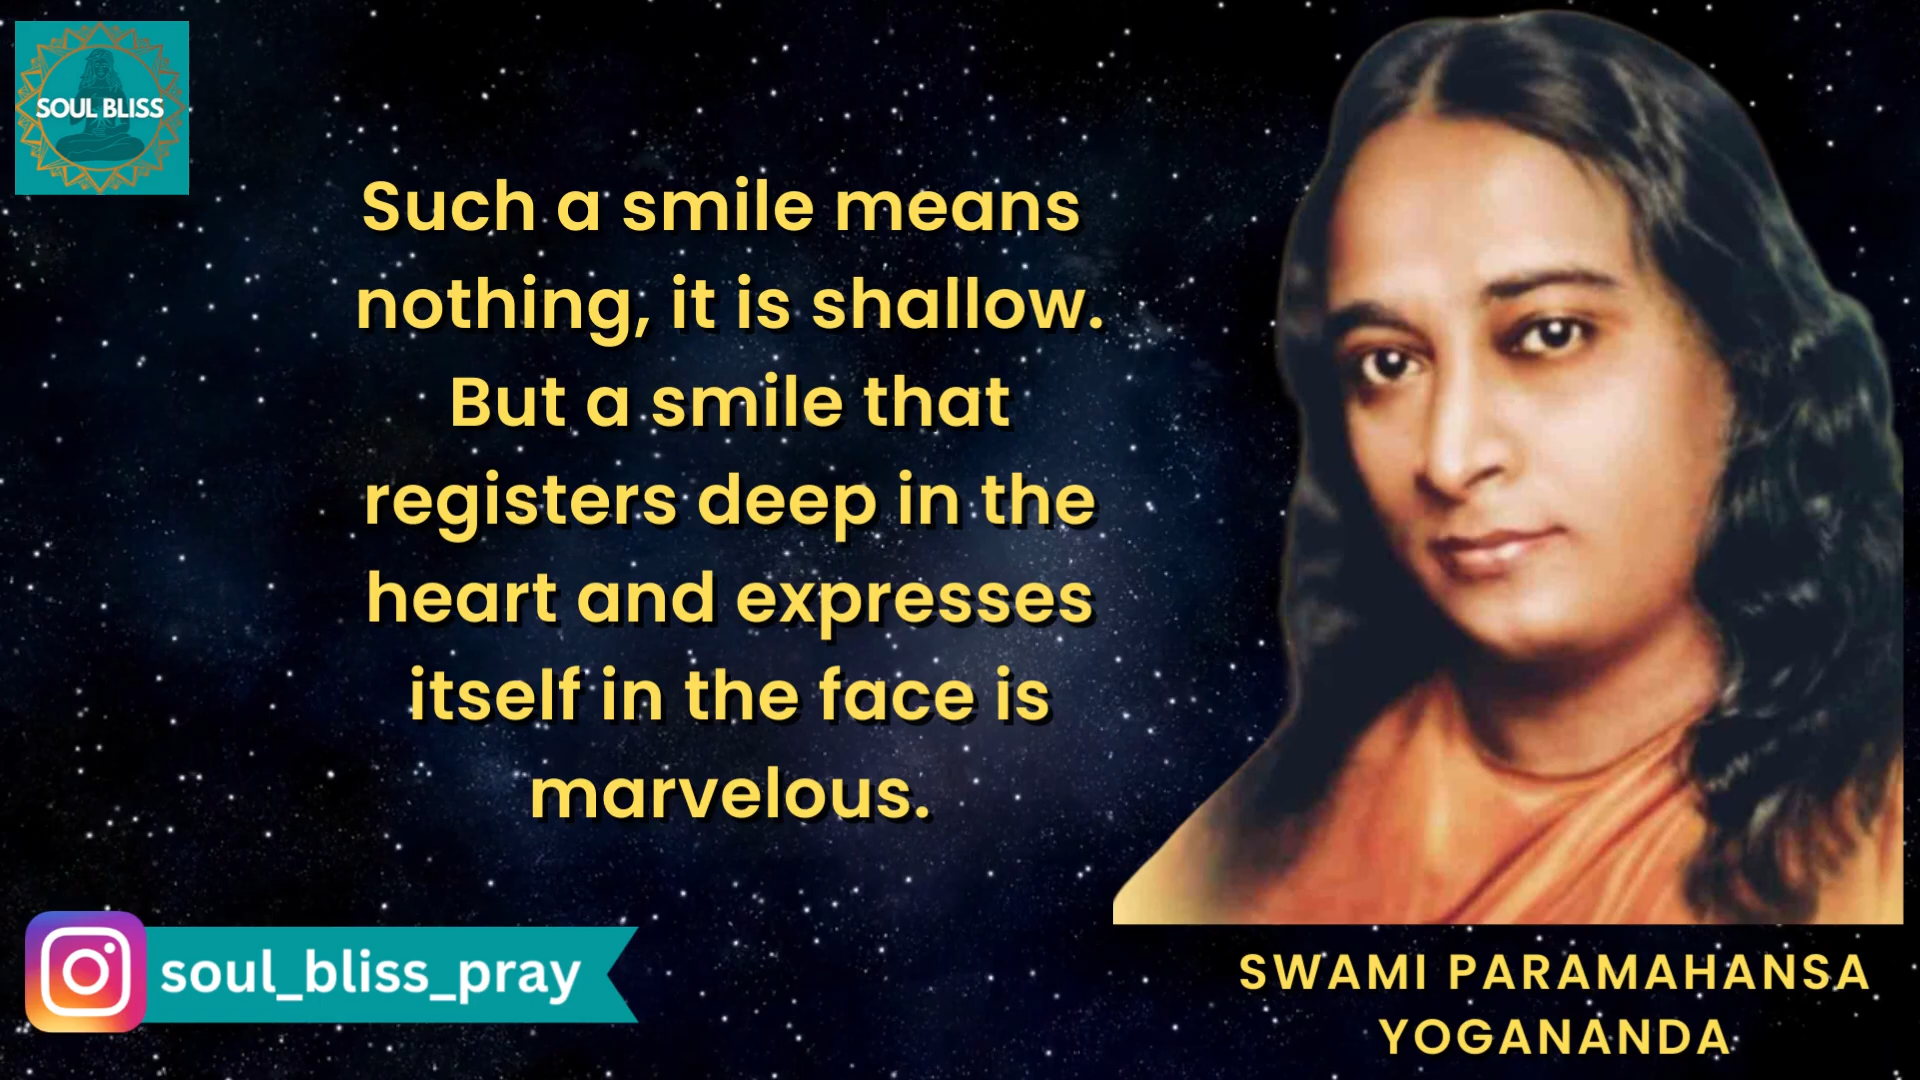 SOUL BLISS
Such a smile means
nothing, it is shallow.
But a smile that
registers deep in the
heart and expresses
itself in the face is
marvelous.
soul_bliss_pray
SWAMI PARAMAHANSA
YOGANANDA